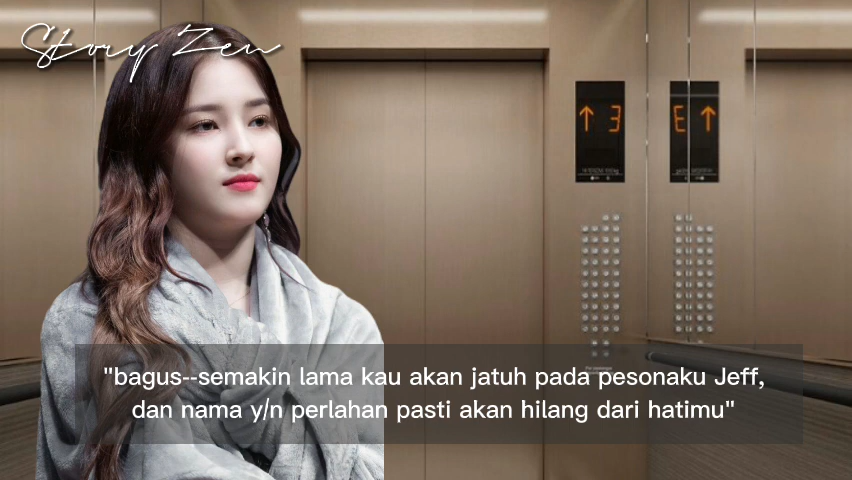 Story Zen
3
"bagus--semakin lama kau akan jatuh pada pesonaku Jeff,
dan nama y/n perlahan pasti akan hilang dari hatimu"